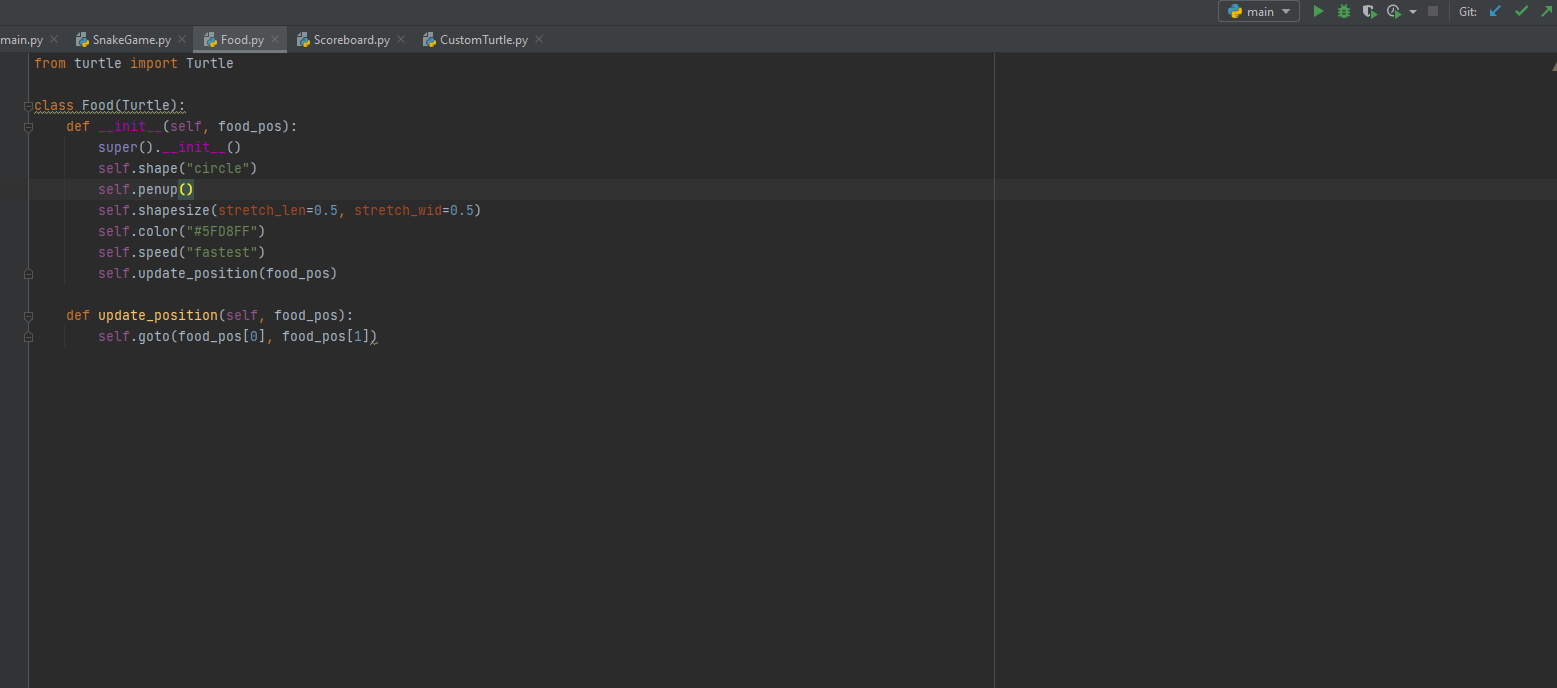 main
Git:
main.py SnakeGame.py Food.py Scoreboard.py CustomTurtle.py
from turtle import Turtle
class Food(Turtle):
    def __init__(self, food_pos):
        super().__init__()
        self.shape("circle")
        self.penup()
        self.shapesize(stretch_len=0.5, stretch_wid=0.5)
        self.color("#5FD8FF")
        self.speed("fastest")
        self.update_position(food_pos)
    def update_position(self, food_pos):
        self.goto(food_pos[0], food_pos[1])